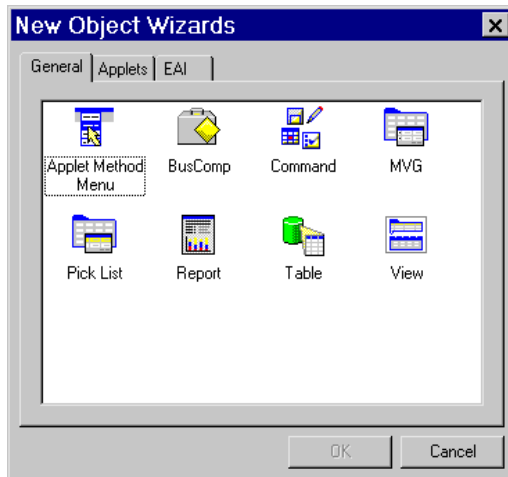 New Object Wizards
General Applets EAI
Applet Method Menu
BusComp
Command
MVG
Pick List
Report
Table
View
OK
Cancel